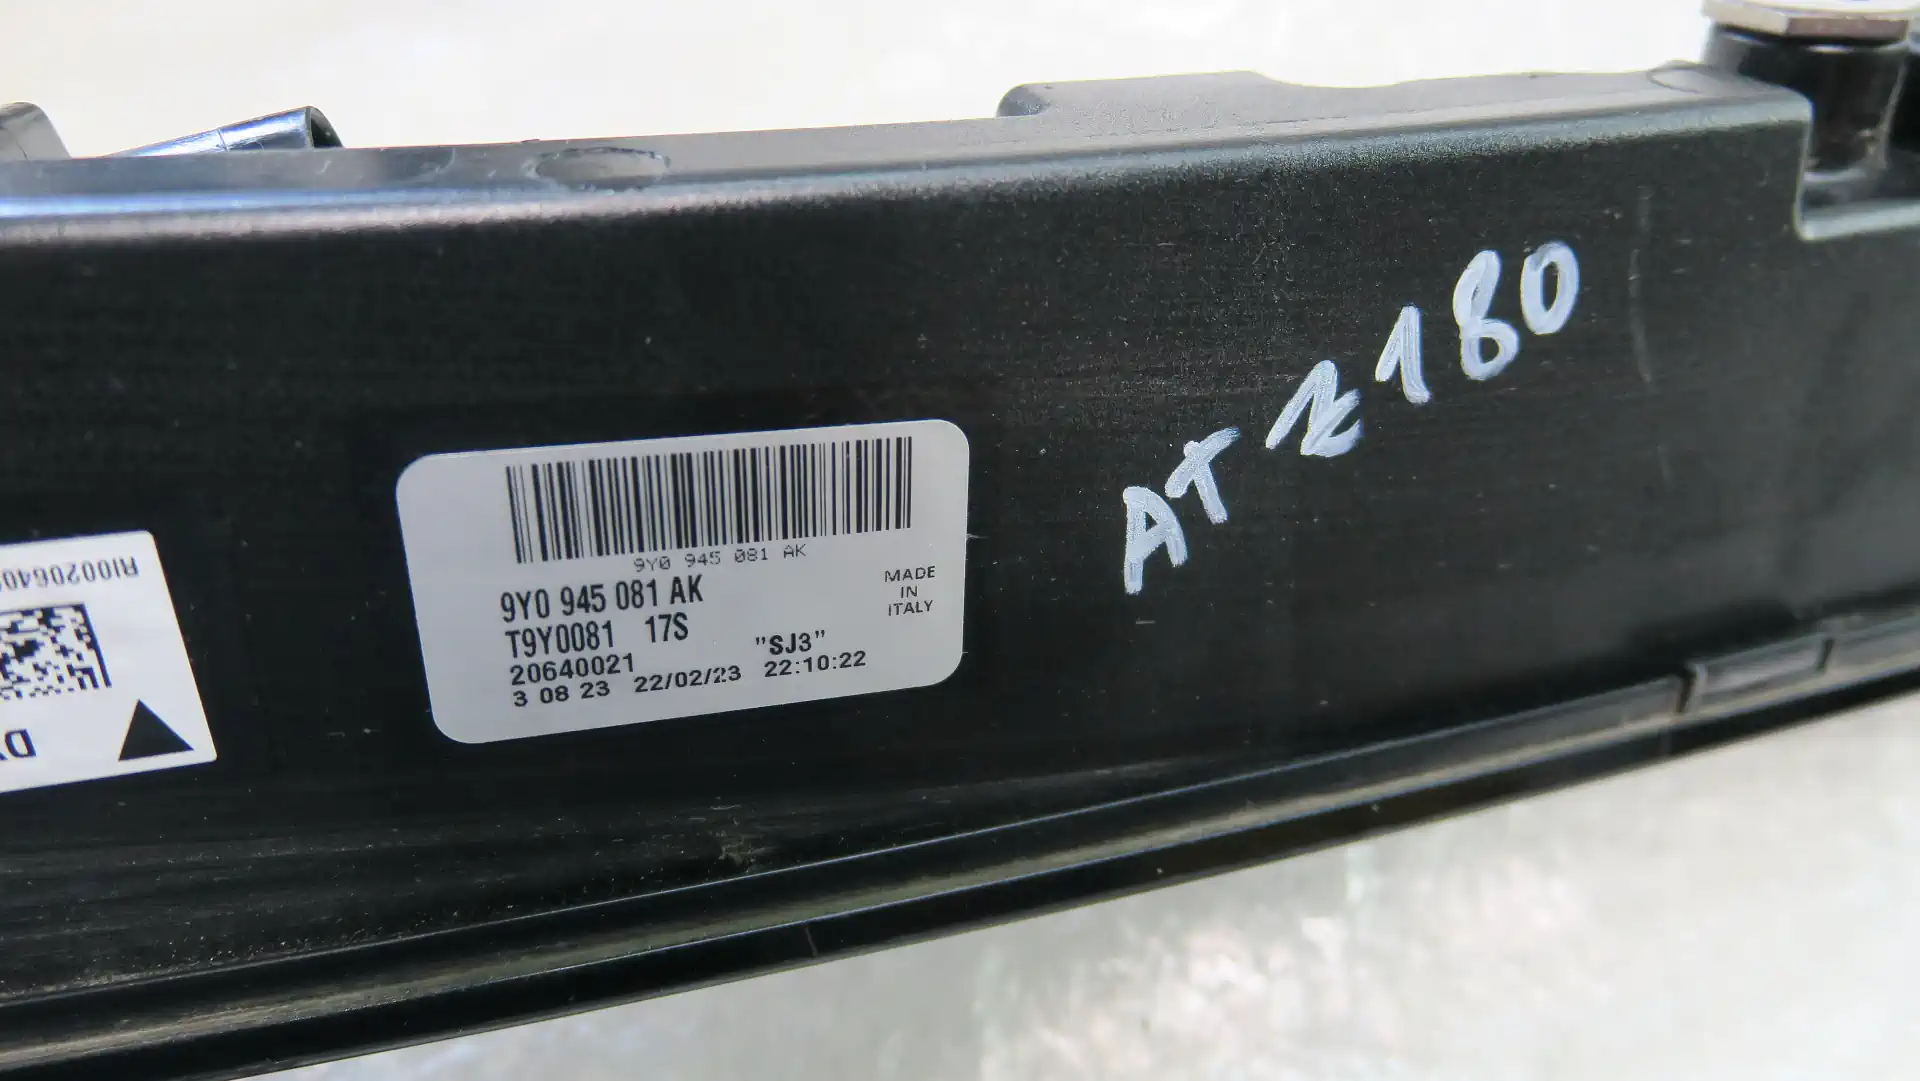 AT Z180
9Y0 945 081 AK
9Y0 945 081 AK
T9Y0081 17S
MADE
IN
ITALY
20640021 "SJ3"
3 08 23 22/02/23 22:10:22